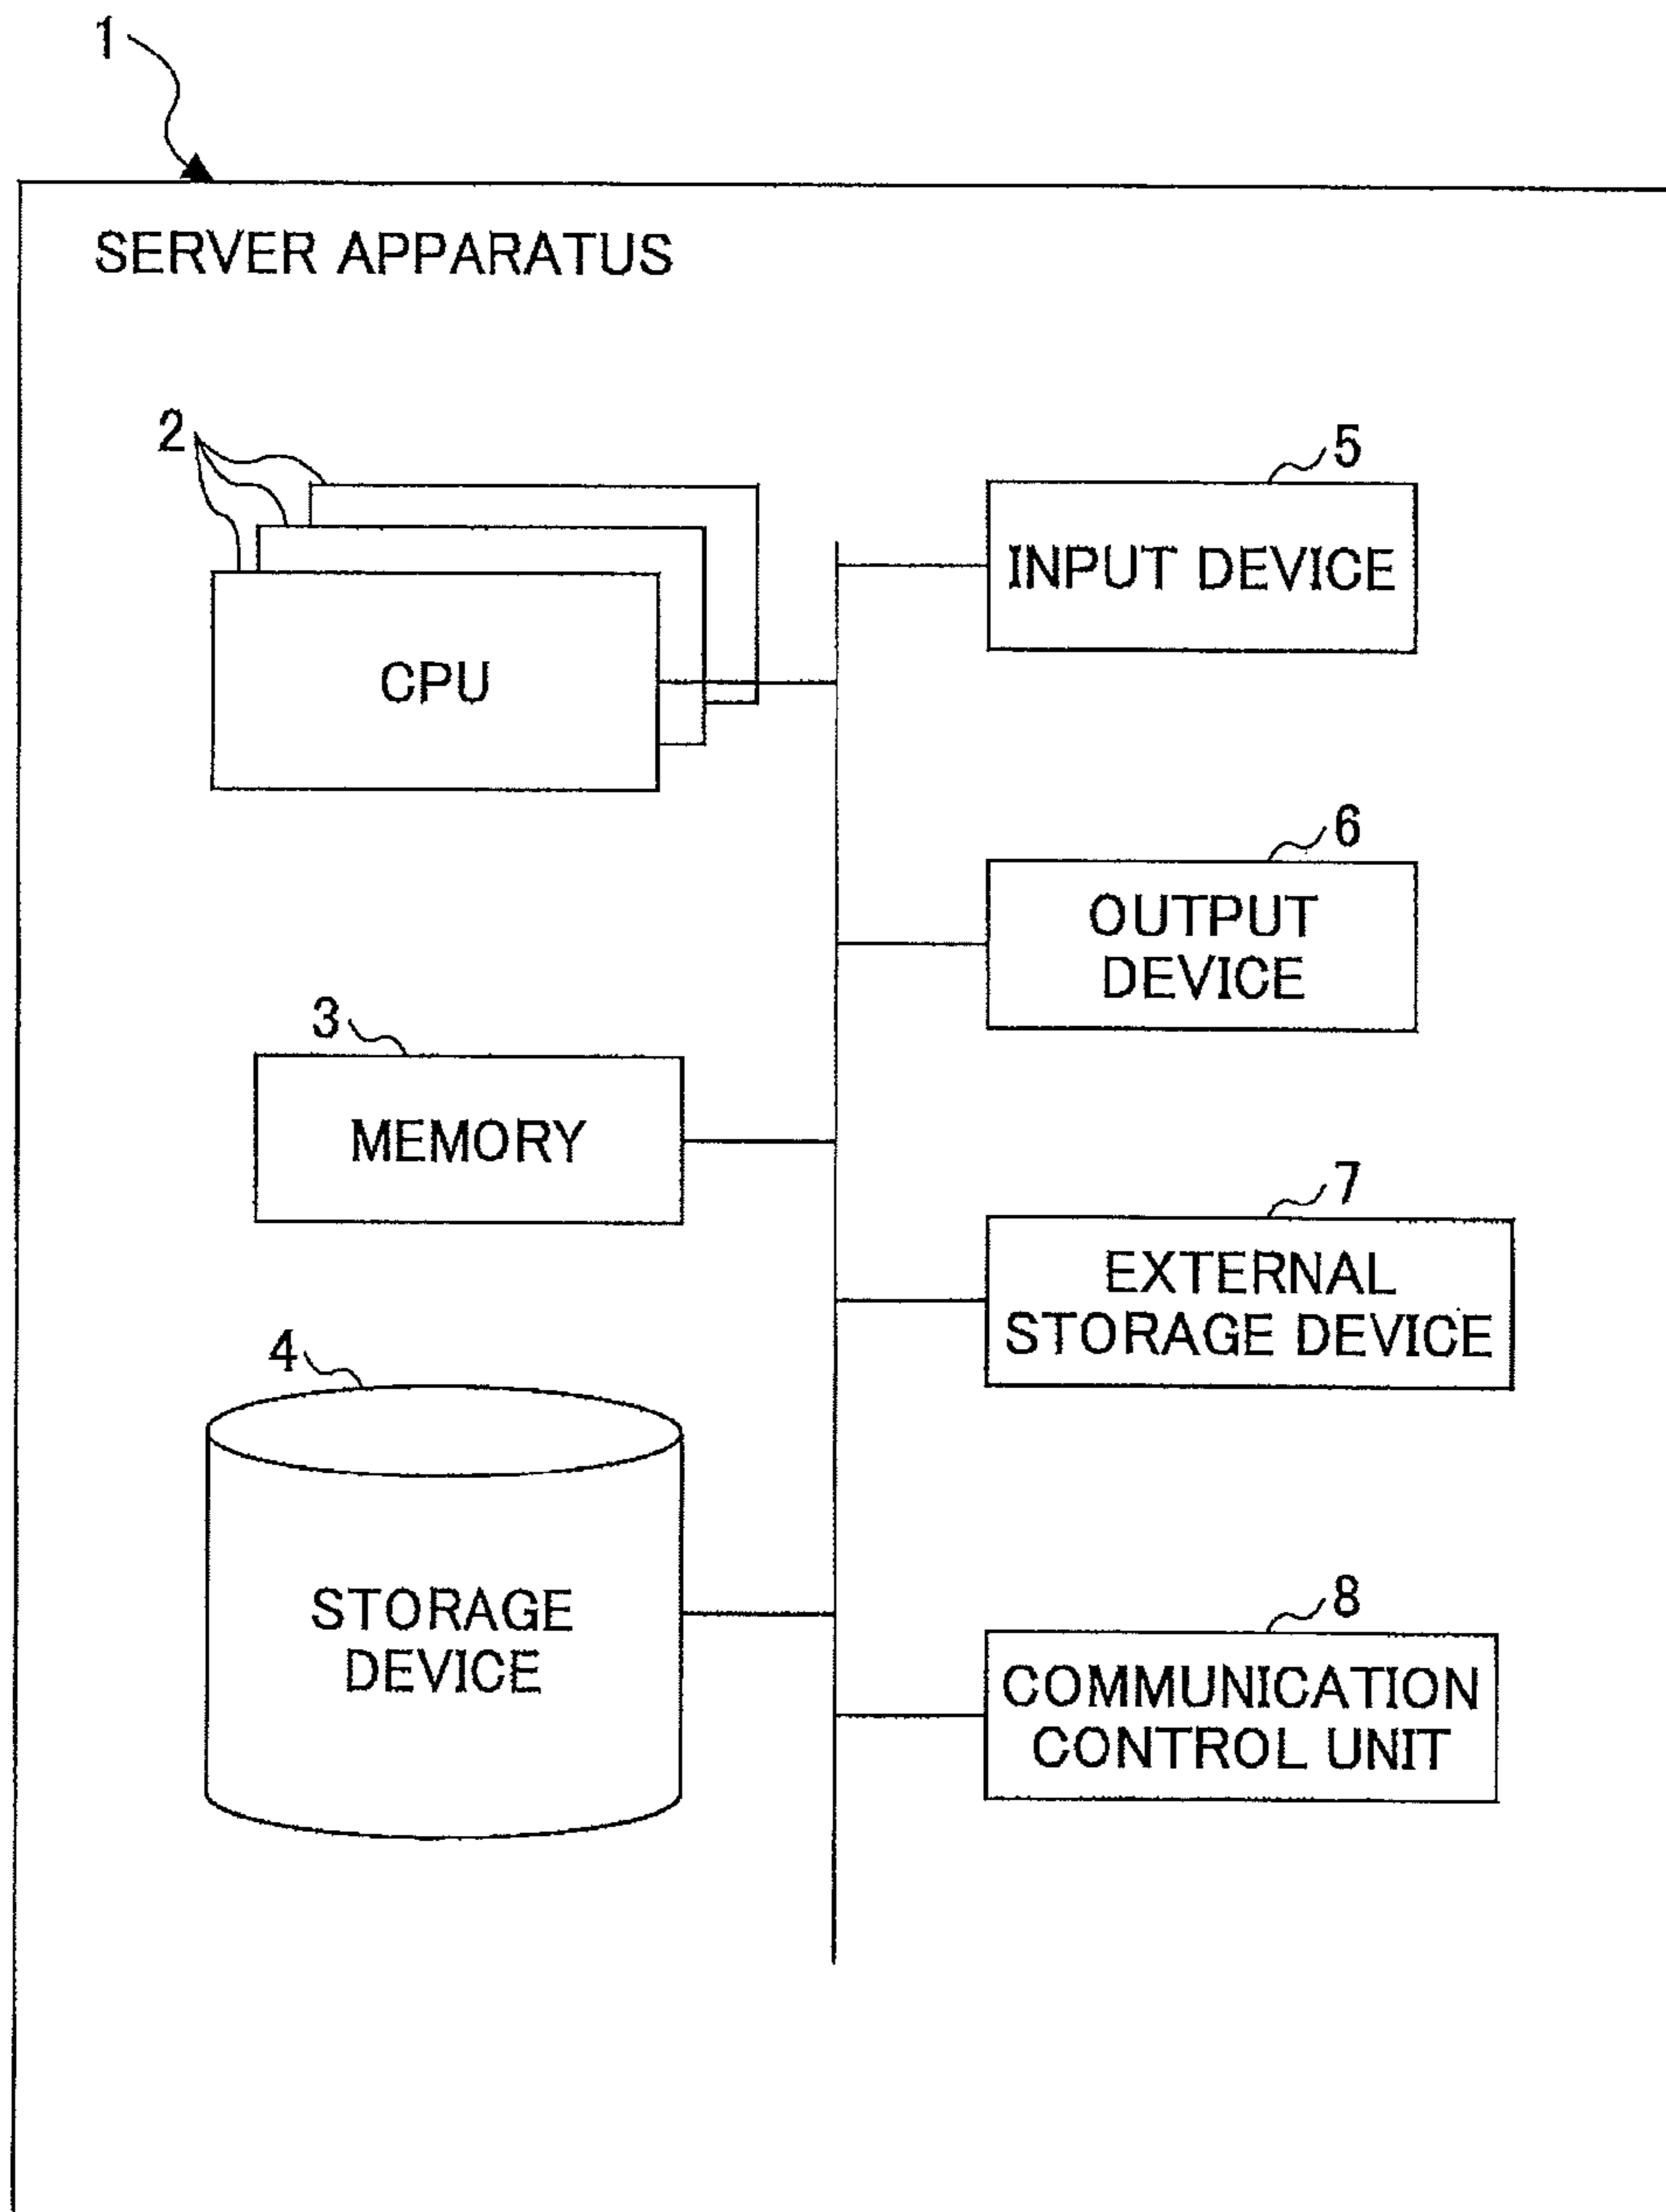 1
SERVER APPARATUS
2
CPU
5
INPUT DEVICE
6
OUTPUT
DEVICE
3
MEMORY
7
EXTERNAL
STORAGE DEVICE
4
STORAGE
DEVICE
8
COMMUNICATION
CONTROL UNIT